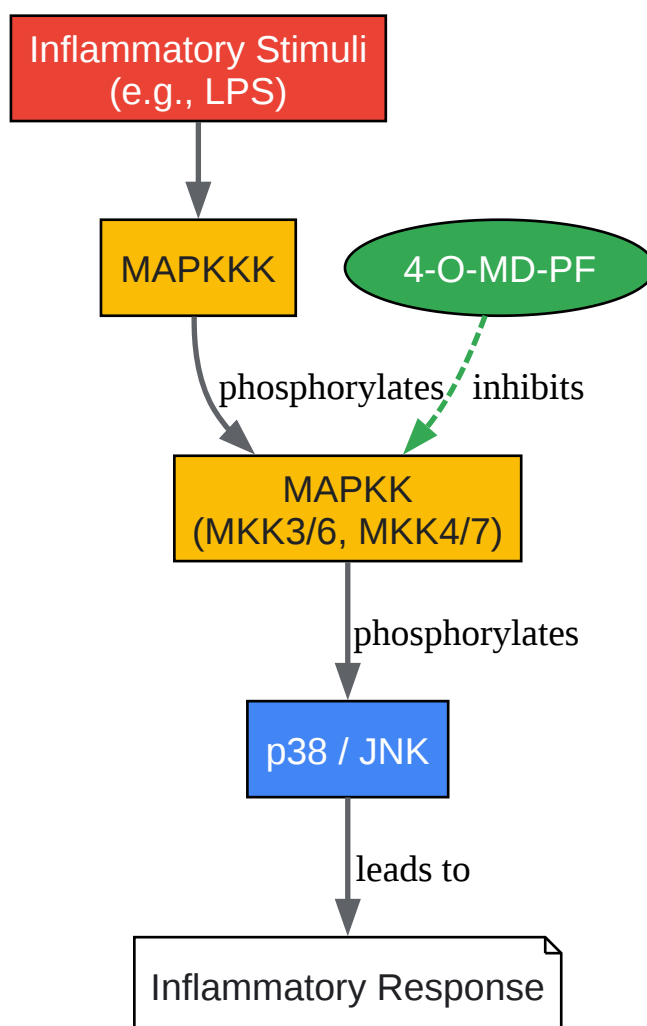 Inflammatory Stimuli
(e.g., LPS)
MAPKKK
4-O-MD-PF
phosphorylates
inhibits
MAPKK
(MKK3/6, MKK4/7)
phosphorylates
p38 / JNK
leads to
Inflammatory Response